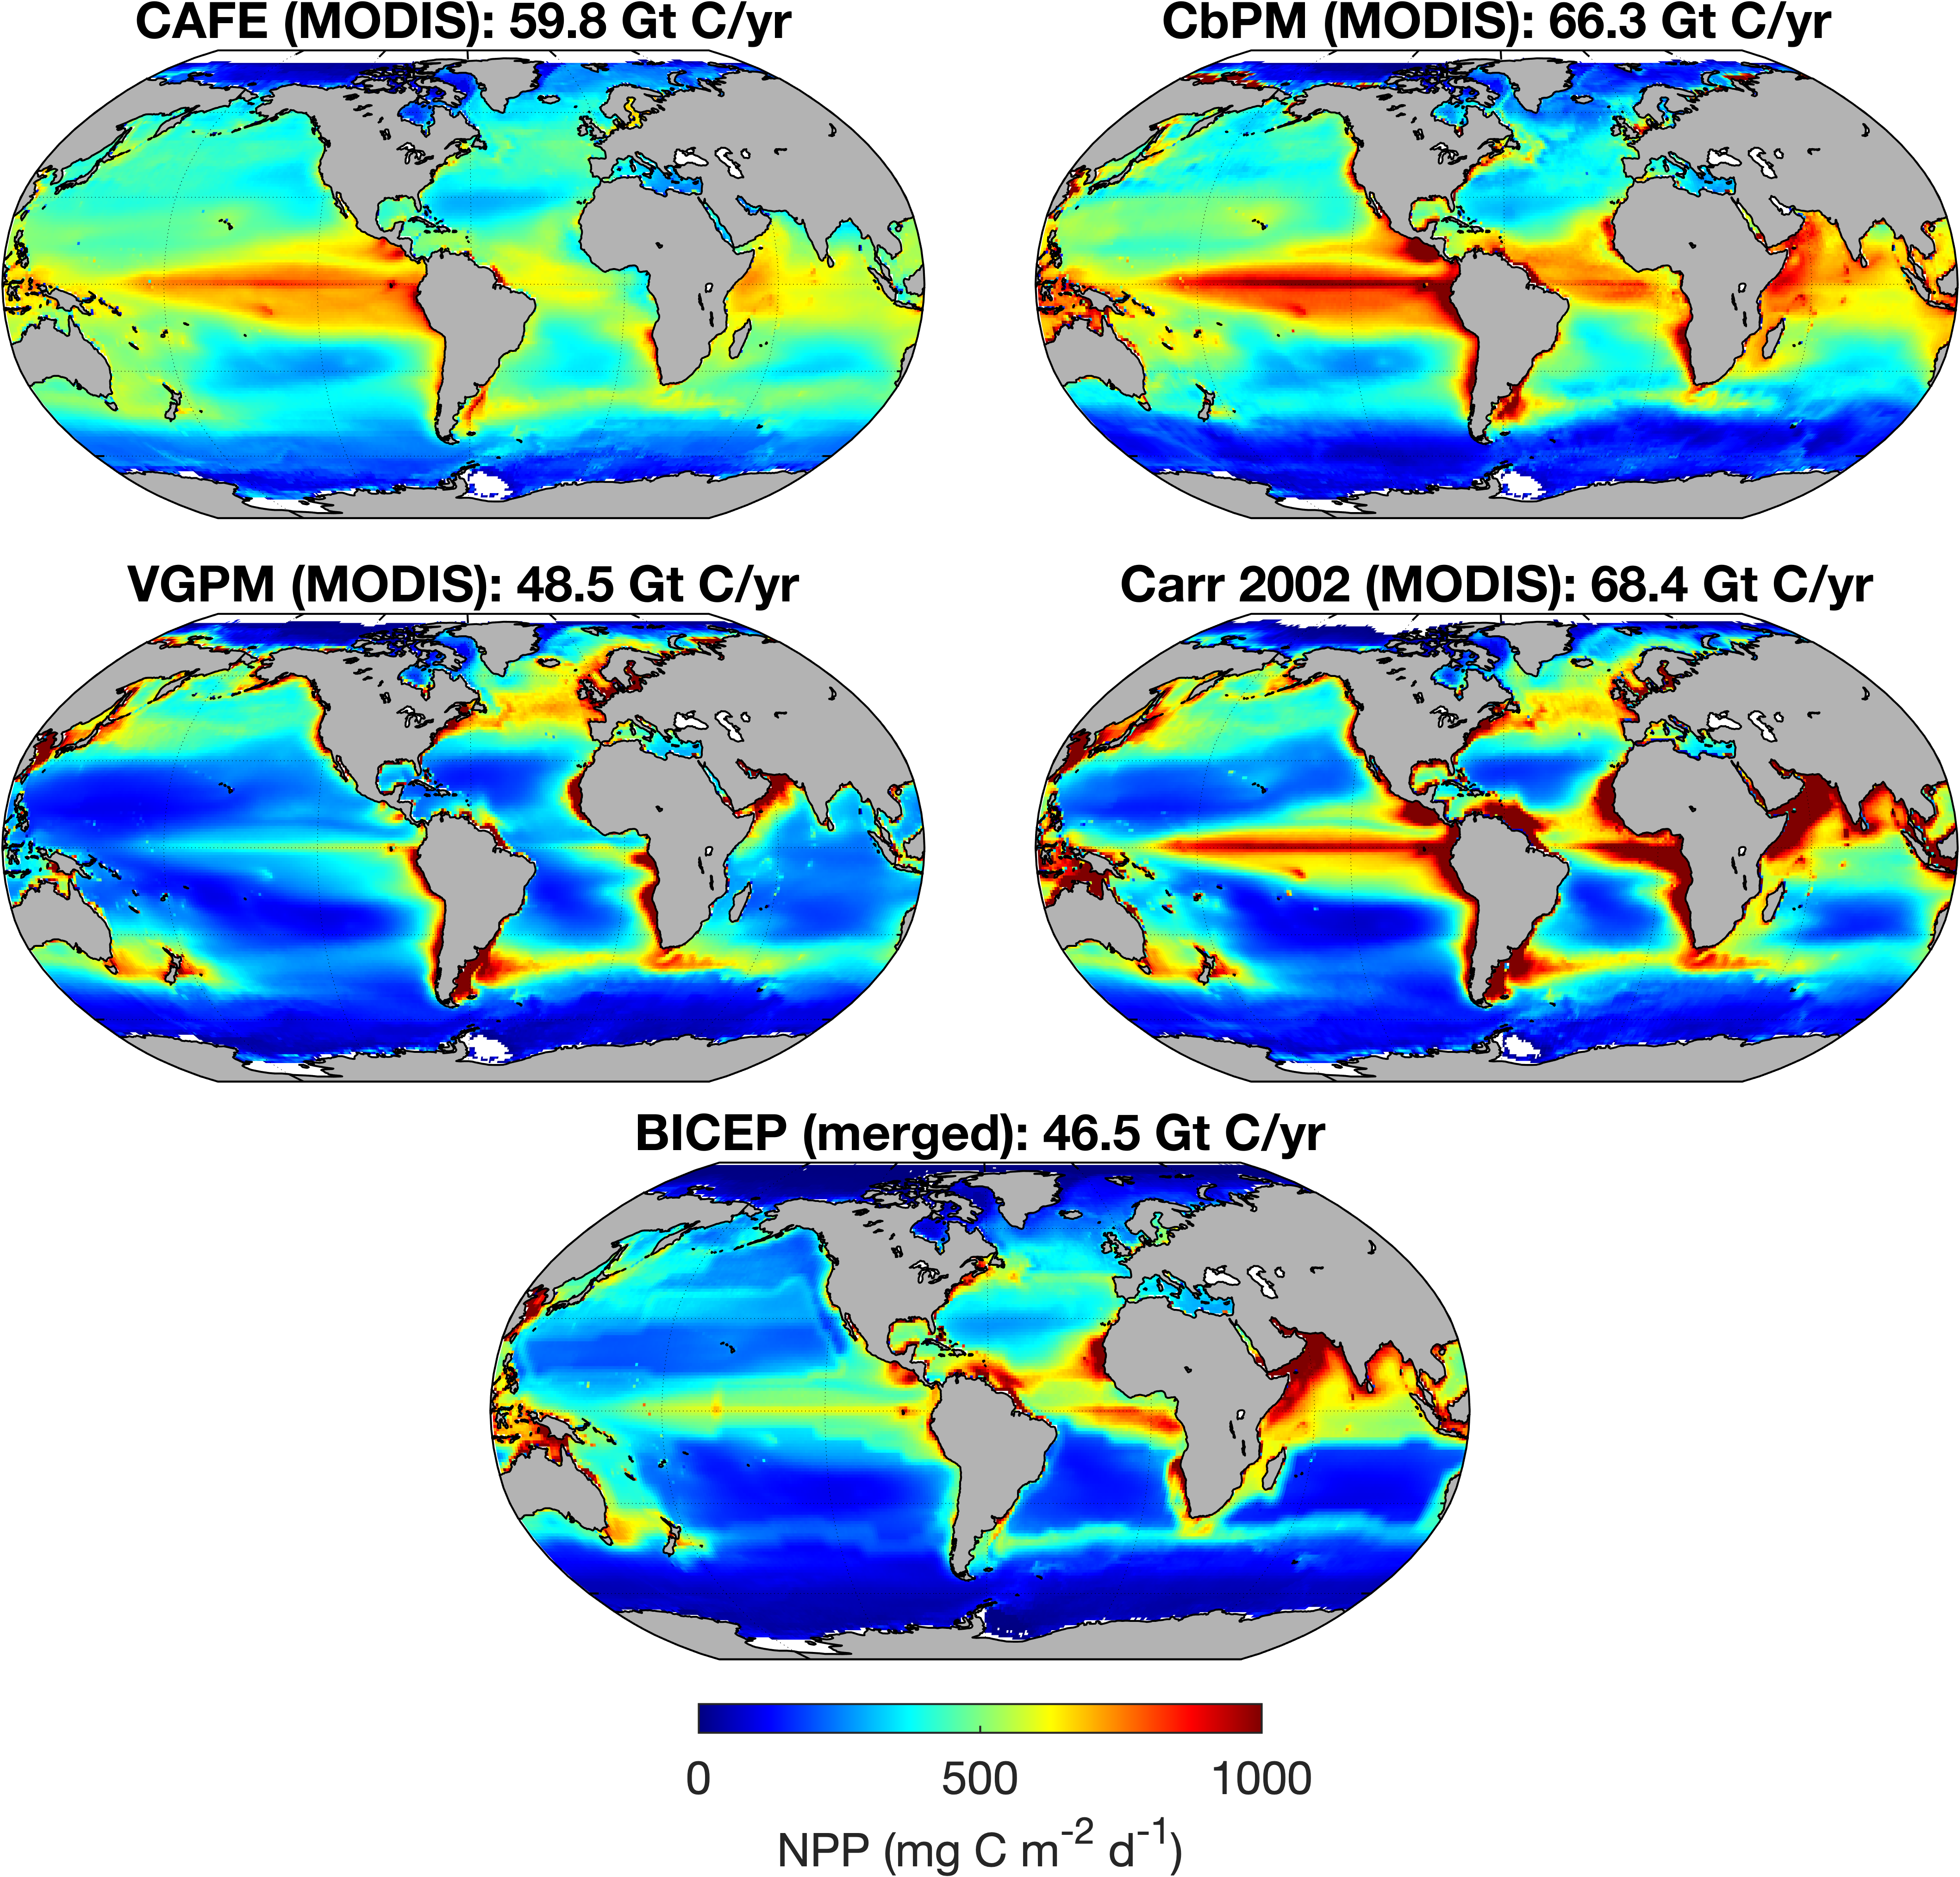 CAFE (MODIS): 59.8 Gt C/yr
CbPM (MODIS): 66.3 Gt C/yr
VGPM (MODIS): 48.5 Gt C/yr
Carr 2002 (MODIS): 68.4 Gt C/yr
BICEP (merged): 46.5 Gt C/yr
0 500 1000
NPP (mg C m⁻² d⁻¹)